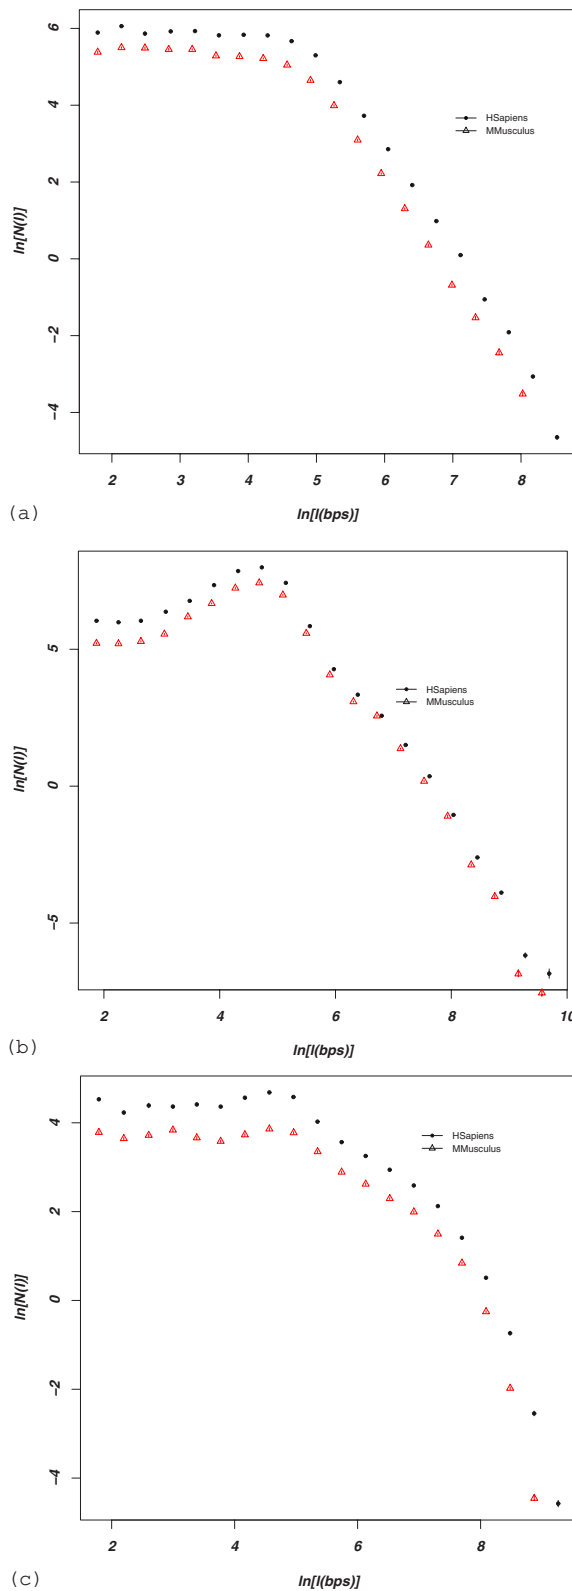 6
4
2
0
−2
−4
ln[N(l)]
HSapiens
MMusculus
2 3 4 5 6 7 8
ln[l(bps)]
(a)
5
0
−5
ln[N(l)]
HSapiens
MMusculus
2 4 6 8 10
ln[l(bps)]
(b)
4
2
0
−2
−4
ln[N(l)]
HSapiens
MMusculus
2 4 6 8
ln[l(bps)]
(c)